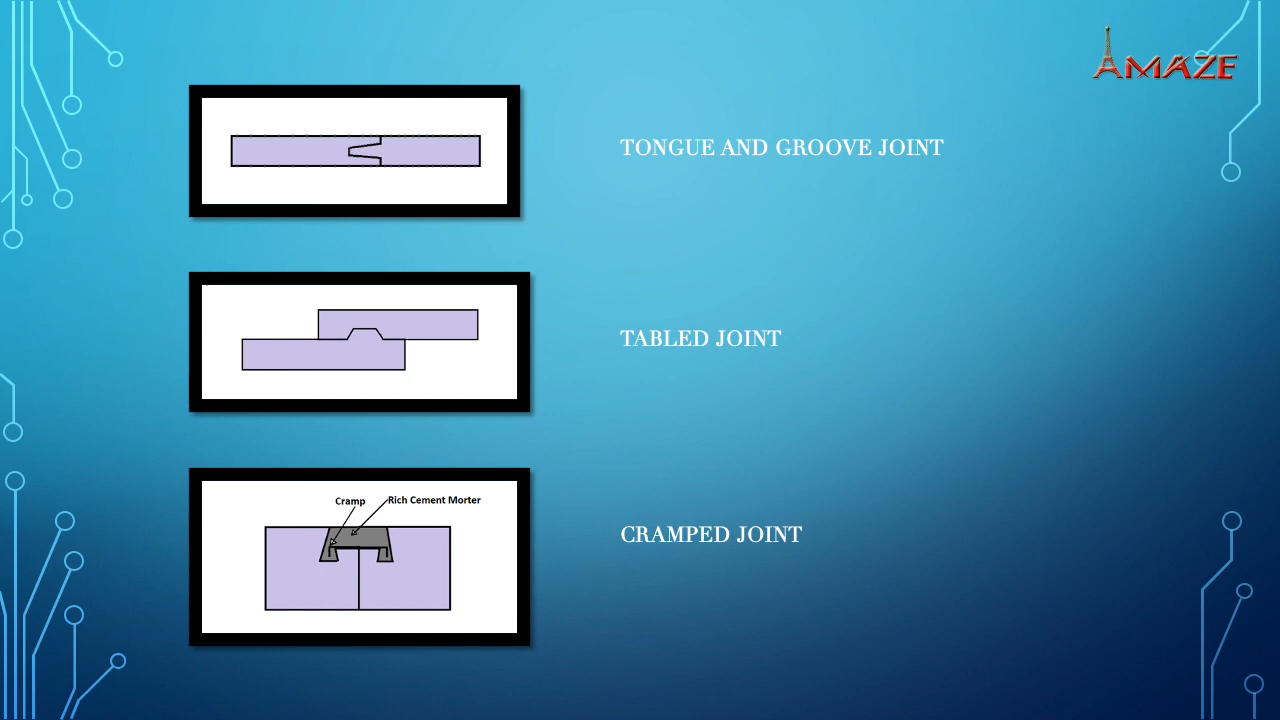 AMAZE
TONGUE AND GROOVE JOINT
TABLED JOINT
Cramp
Rich Cement Morter
CRAMPED JOINT